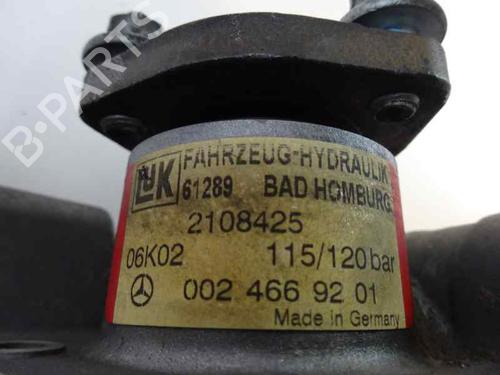 B-PARTS
LuK FAHRZEUG-HYDRAULIK
61289 BAD HOMBURG
2108425
06K02 115/120 bar
002 466 92 01
Made in Germany